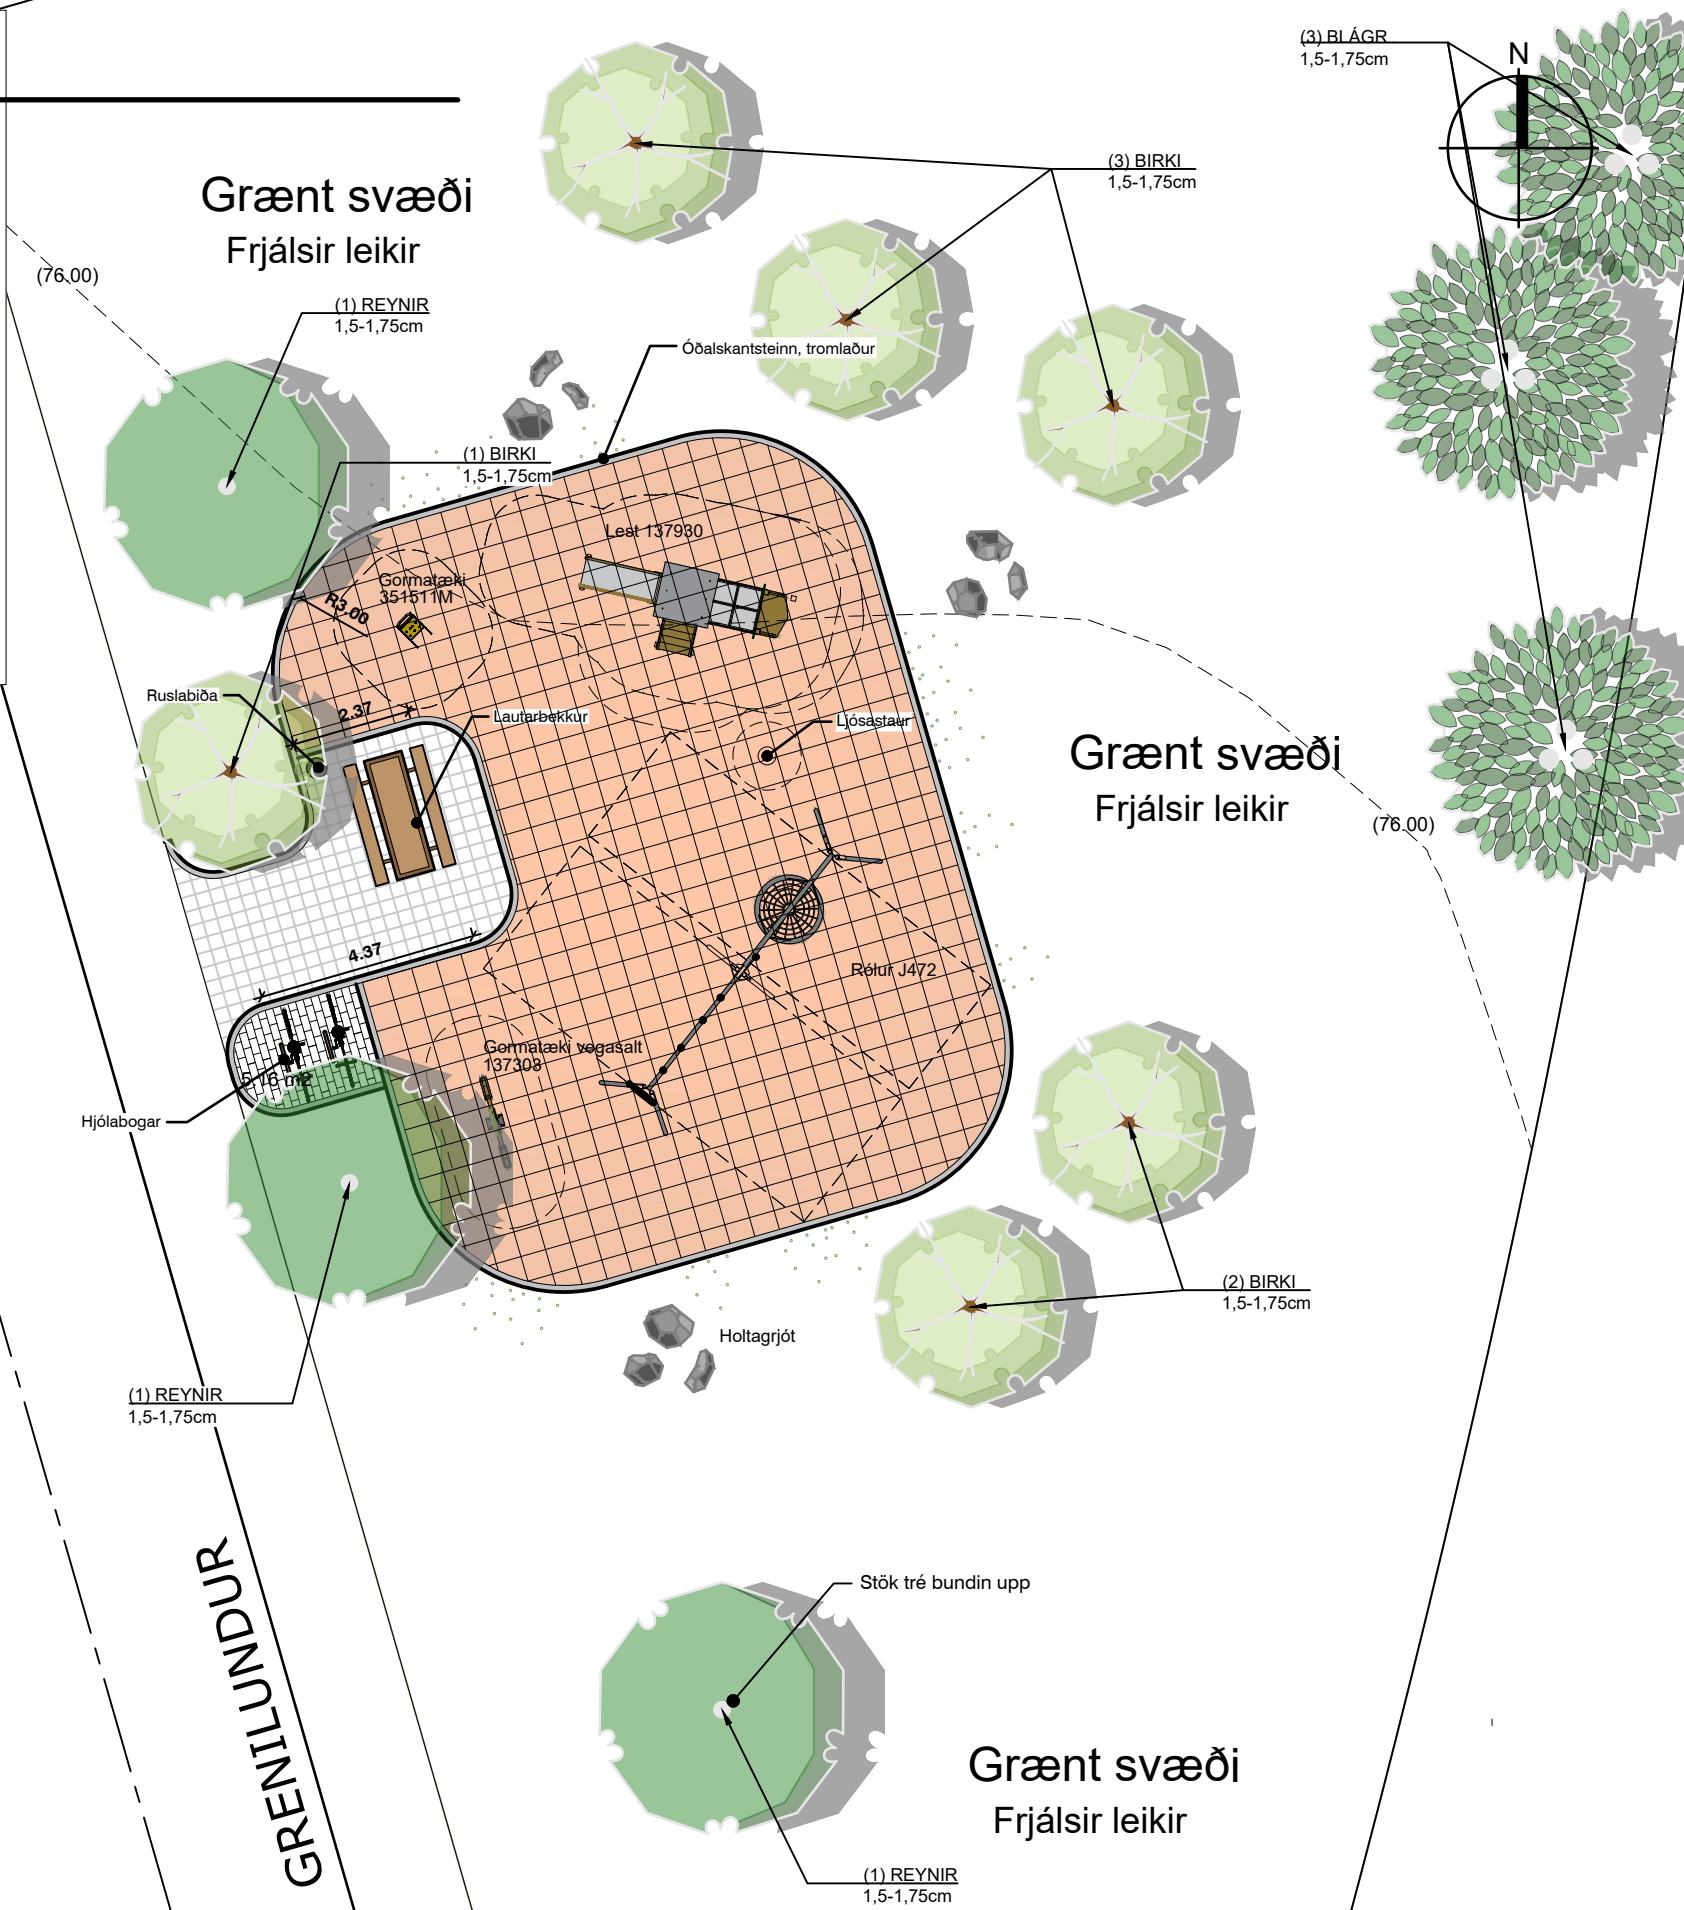 (3) BLÁGR.
1,5-1,75cm
N
(3) BIRKI
1,5-1,75cm
Grænt svæði
Frjálsir leikir
(76.00)
(1) REYNIR
1,5-1,75cm
Óðalskantsteinn, tromlaður
(1) BIRKI
1,5-1,75cm
Lest 137930
Gormatæki
351511M
R3.00
Ruslabiða
2.37
Lautarbekkur
Ljósastaur
Grænt svæði
Frjálsir leikir
(76.00)
4.37
Rólur J472
Gormatæki vegasalt
137303
5.16 m2
Hjólabogar
(2) BIRKI
1,5-1,75cm
Holtagrjót
(1) REYNIR
1,5-1,75cm
GRENILUNDUR
Stök tré bundin upp
Grænt svæði
Frjálsir leikir
(1) REYNIR
1,5-1,75cm